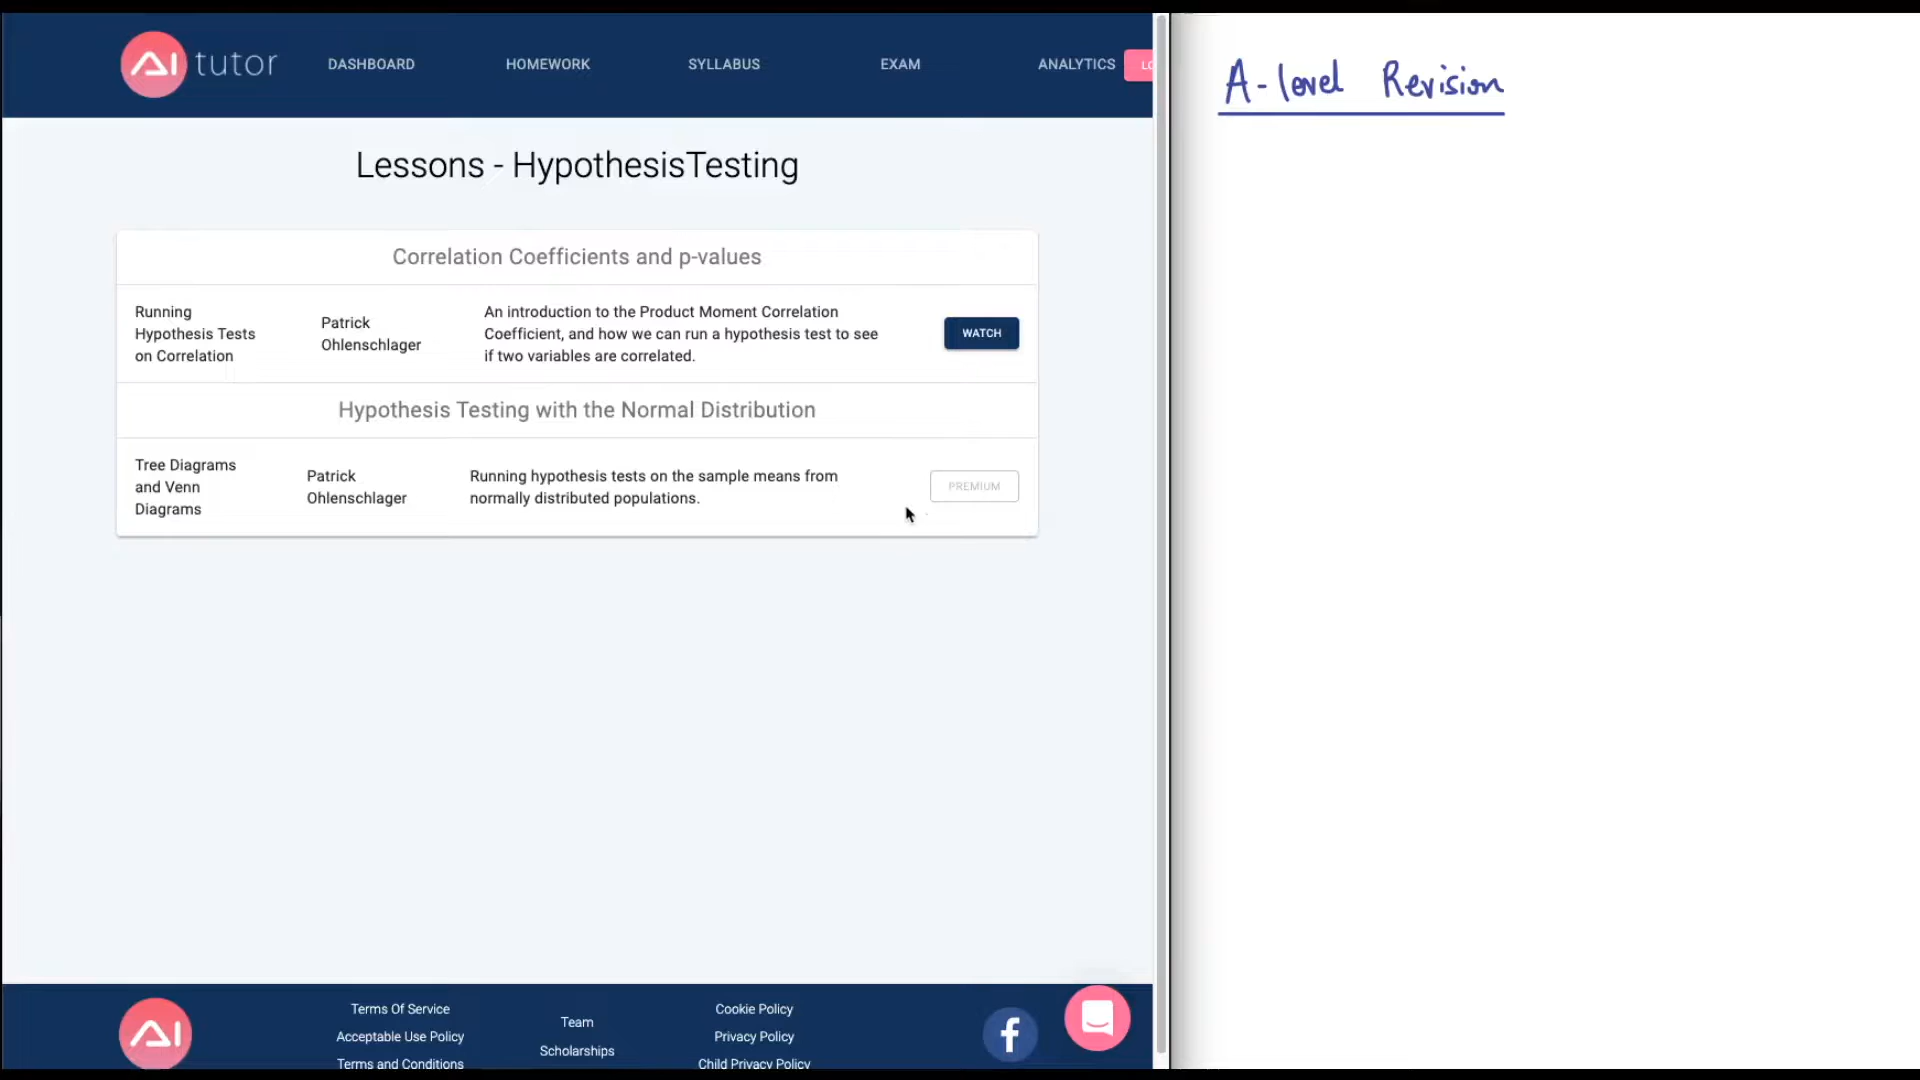 AI tutor
DASHBOARD
HOMEWORK
SYLLABUS
EXAM
ANALYTICS
A-level Revision
Lessons - HypothesisTesting
Correlation Coefficients and p-values
Running
Hypothesis Tests
on Correlation
Patrick
Ohlenschlager
An introduction to the Product Moment Correlation
Coefficient, and how we can run a hypothesis test to see
if two variables are correlated.
WATCH
Hypothesis Testing with the Normal Distribution
Tree Diagrams
and Venn
Diagrams
Patrick
Ohlenschlager
Running hypothesis tests on the sample means from
normally distributed populations.
PREMIUM
AI
Terms Of Service
Acceptable Use Policy
Terms and Conditions
Team
Scholarships
Cookie Policy
Privacy Policy
Child Privacy Policy